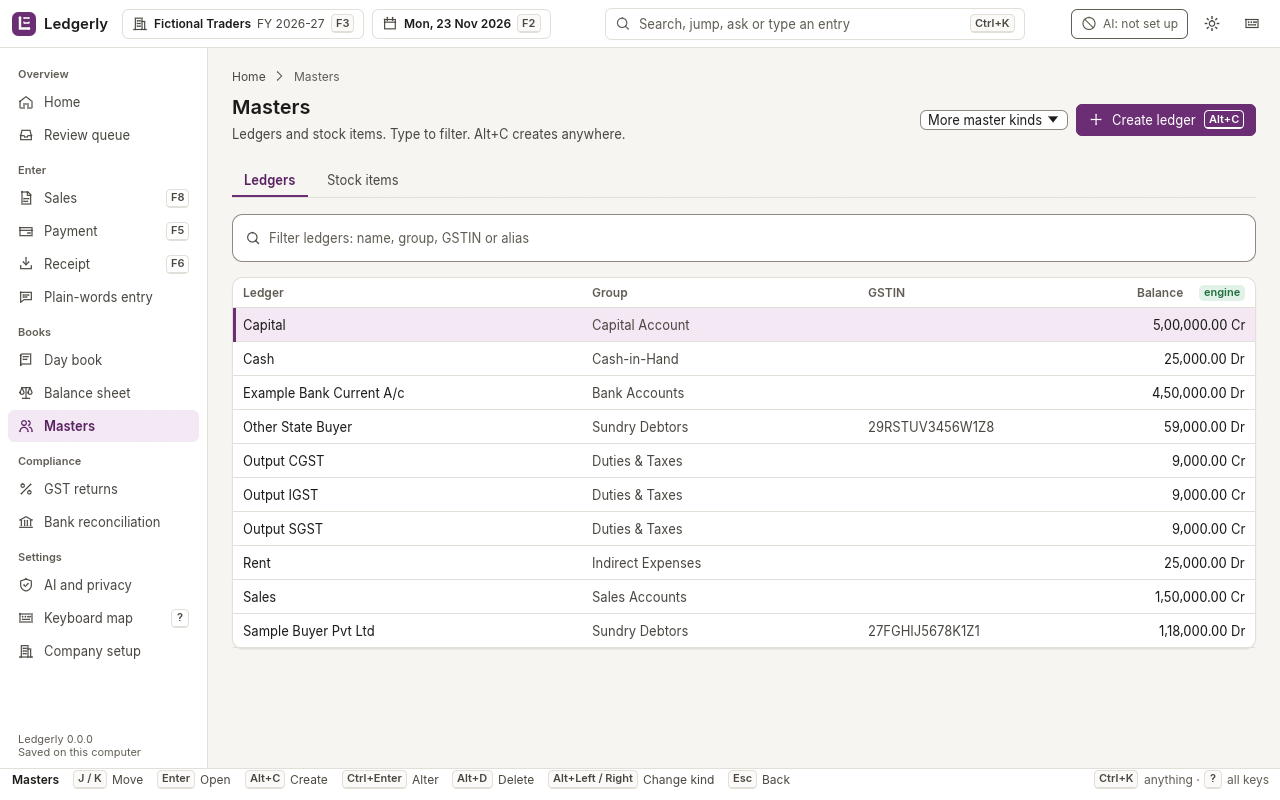 Ledgerly
Fictional Traders FY 2026-27 F3
Mon, 23 Nov 2026 F2
Search, jump, ask or type an entry Ctrl+K
AI: not set up
Overview
Home
Review queue
Enter
Sales F8
Payment F5
Receipt F6
Plain-words entry
Books
Day book
Balance sheet
Masters
Compliance
GST returns
Bank reconciliation
Settings
AI and privacy
Keyboard map ?
Company setup
Ledgerly 0.0.0
Saved on this computer
Home Masters
Masters
Ledgers and stock items. Type to filter. Alt+C creates anywhere.
More master kinds
Create ledger Alt+C
Ledgers Stock items
Filter ledgers: name, group, GSTIN or alias
Ledger Group GSTIN Balance engine
Capital Capital Account 5,00,000.00 Cr
Cash Cash-in-Hand 25,000.00 Dr
Example Bank Current A/c Bank Accounts 4,50,000.00 Dr
Other State Buyer Sundry Debtors 29RSTUV3456W1Z8 59,000.00 Dr
Output CGST Duties & Taxes 9,000.00 Cr
Output IGST Duties & Taxes 9,000.00 Cr
Output SGST Duties & Taxes 9,000.00 Cr
Rent Indirect Expenses 25,000.00 Dr
Sales Sales Accounts 1,50,000.00 Cr
Sample Buyer Pvt Ltd Sundry Debtors 27FGHIJ5678K1Z1 1,18,000.00 Dr
Masters J / K Move Enter Open Alt+C Create Ctrl+Enter Alter Alt+D Delete Alt+Left / Right Change kind Esc Back Ctrl+K anything · ? all keys